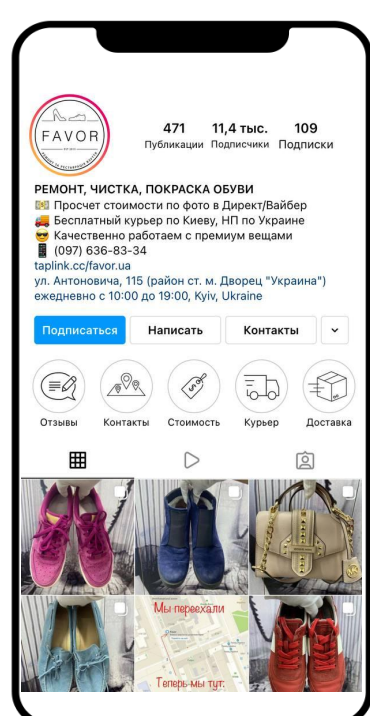 FAVOR
471 11,4 тыс. 109
Публикации Подписчики Подписки
РЕМОНТ, ЧИСТКА, ПОКРАСКА ОБУВИ
Просчет стоимости по фото в Директ/Вайбер
Бесплатный курьер по Киеву, НП по Украине
Качественно работаем с премиум вещами
(097) 636-83-34
taplink.cc/favor.ua
ул. Антоновича, 115 (район ст. м. Дворец "Украина")
ежедневно с 10:00 до 19:00, Kyiv, Ukraine
Подписаться Написать Контакты
Отзывы Контакты Стоимость Курьер Доставка
Мы переехали
Теперь мы тут: